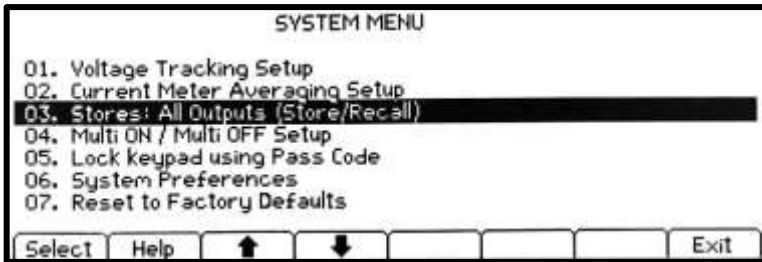 SYSTEM MENU
01. Voltage Tracking Setup
02. Current Meter Averaging Setup
03. Stores: All Outputs (Store/Recall)
04. Multi ON / Multi OFF Setup
05. Lock keypad using Pass Code
06. System Preferences
07. Reset to Factory Defaults
Select Help Exit